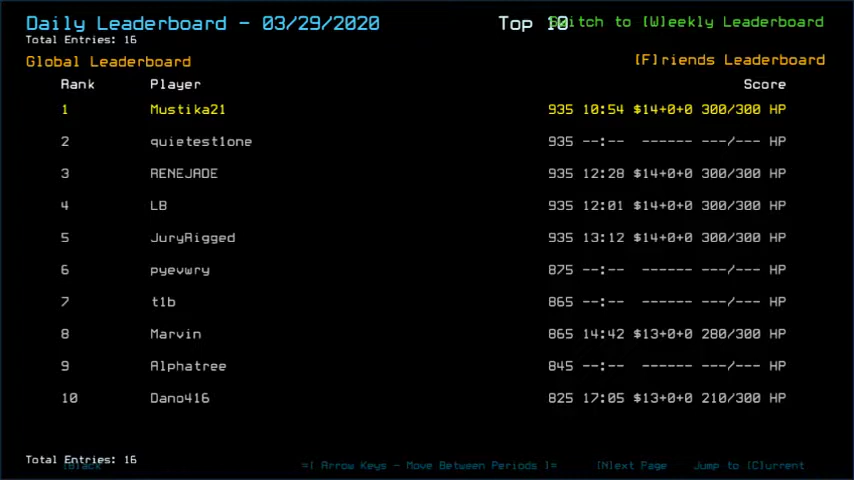 Daily Leaderboard - 03/29/2020 Top 10 Switch to [W]eekly Leaderboard
Total Entries: 16
Global Leaderboard [F]riends Leaderboard
Rank Player Score
1 Mustika21 935 10:54 $14+0+0 300/300 HP
2 quietest1one 935 --:-- ------ ---/--- HP
3 RENEJADE 935 12:28 $14+0+0 300/300 HP
4 LB 935 12:01 $14+0+0 300/300 HP
5 JuryRigged 935 13:12 $14+0+0 300/300 HP
6 pyevwry 875 --:-- ------ ---/--- HP
7 t1b 865 --:-- ------ ---/--- HP
8 Marvin 865 14:42 $13+0+0 280/300 HP
9 Alphatree 845 --:-- ------ ---/--- HP
10 Dano416 825 17:05 $13+0+0 210/300 HP
Total Entries: 16
[B]ack =[ Arrow Keys - Move Between Periods ]= [N]ext Page Jump to [C]urrent